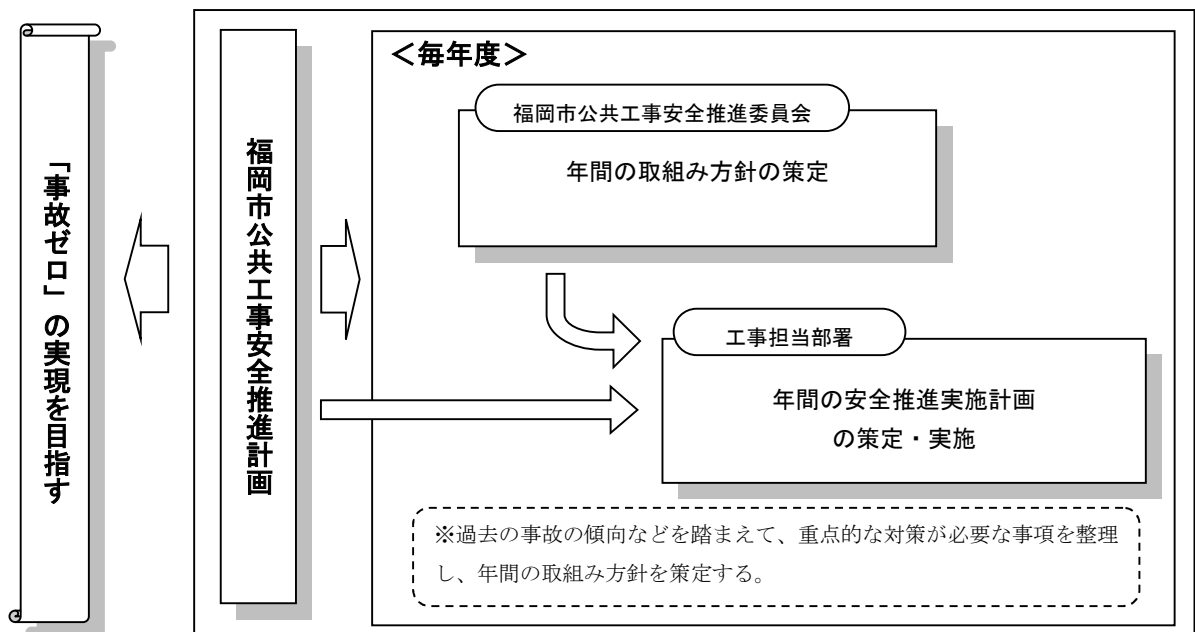 「事故ゼロ」の実現を目指す
福岡市公共工事安全推進計画
＜毎年度＞
福岡市公共工事安全推進委員会
年間の取組み方針の策定
工事担当部署
年間の安全推進実施計画
の策定・実施
※過去の事故の傾向などを踏まえて、重点的な対策が必要な事項を整理
し、年間の取組み方針を策定する。